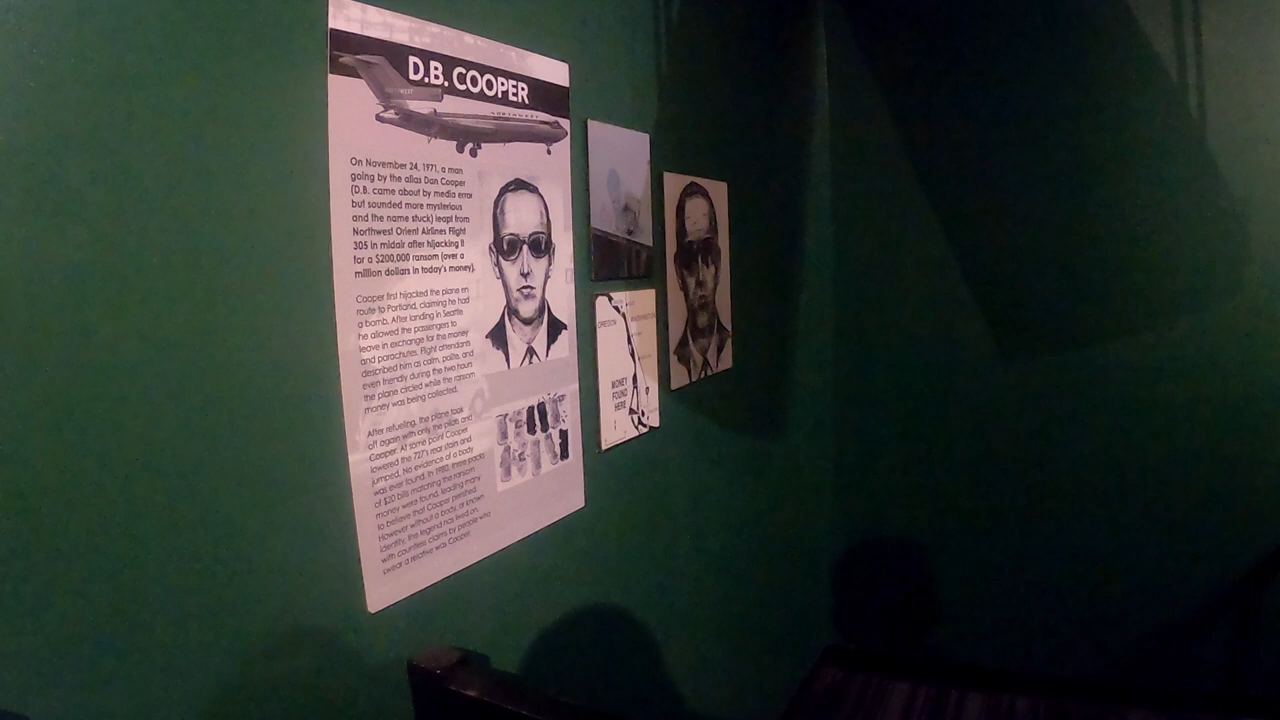 D.B. COOPER
NORTHWEST
On November 24, 1971, a man
going by the alias Dan Cooper
(D.B. came about by media error
but sounded more mysterious
and the name stuck) leapt from
Northwest Orient Airlines Flight
305 in midair after hijacking it
for a $200,000 ransom (over a
million dollars in today's money).
Cooper first hijacked the plane en
route to Portland, claiming he had
a bomb. After landing in Seattle
he allowed the passengers to
leave in exchange for the money
and parachutes. Flight attendants
described him as calm, polite, and
even friendly during the two hours
the plane circled while the ransom
money was being collected.
After refueling, the plane took
off again with only the pilots and
Cooper. At some point Cooper
lowered the 727's rear stairs and
jumped. No evidence of a body
was ever found. In 1980, three packs
of $20 bills matching the ransom
money were found, leading many
to believe that Cooper perished.
However without a body, or known
identity, the legend has lived on,
with countless claims by people who
swear a relative was Cooper.
OREGON
WASHINGTON
MONEY
FOUND
HERE